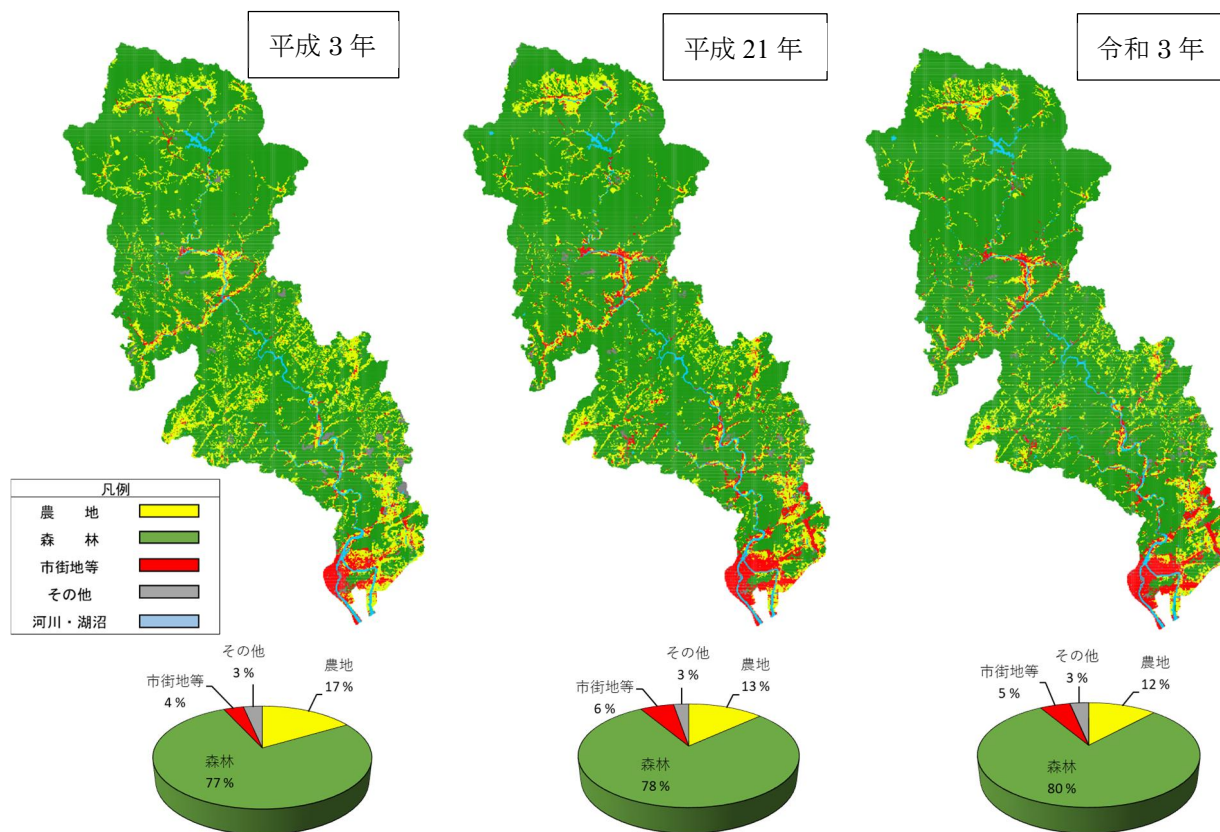 平成 3 年
平成 21 年
令和 3 年
凡例
農 地
森 林
市街地等
その他
河川・湖沼
その他
3 %
農地
17 %
市街地等
4 %
森林
77 %
その他
3 %
農地
13 %
市街地等
6 %
森林
78 %
その他
3 %
農地
12 %
市街地等
5 %
森林
80 %